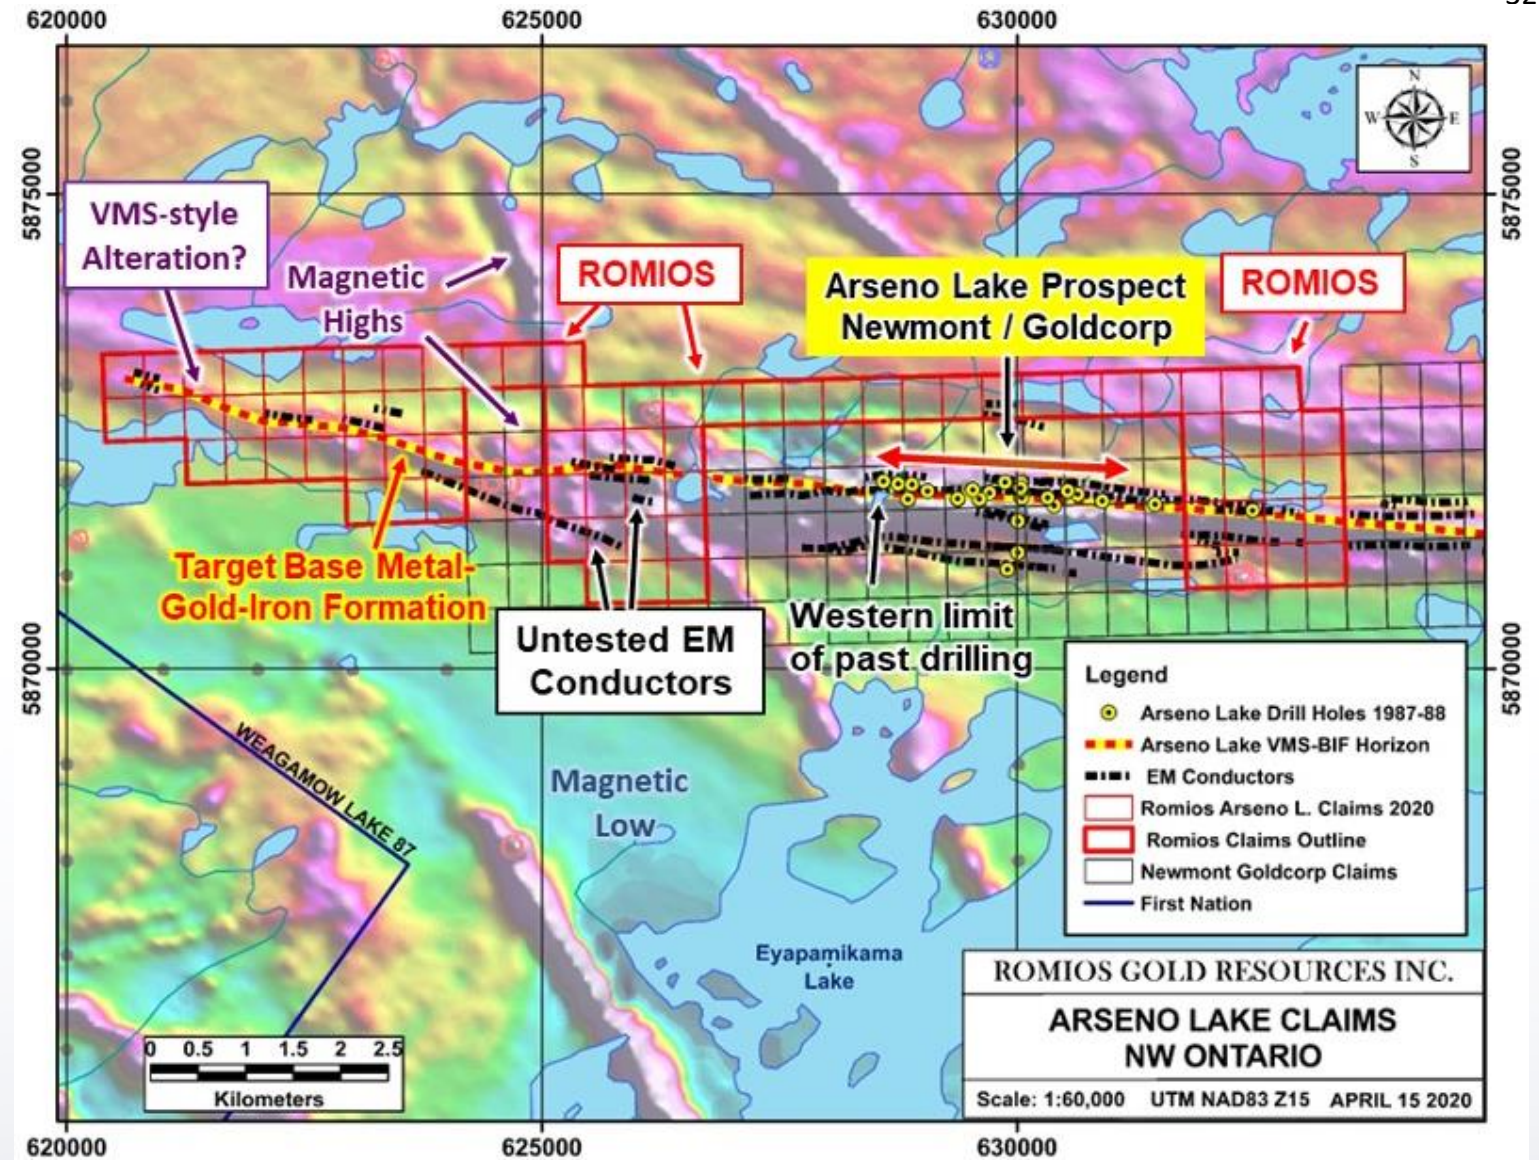 620000
625000
630000
N
W
E
S
5875000
5875000
VMS-style
Alteration?
Magnetic
Highs
ROMIOS
Arseno Lake Prospect
Newmont / Goldcorp
ROMIOS
Target Base Metal-
Gold-Iron Formation
Untested EM
Conductors
Western limit
of past drilling
5870000
5870000
WEAGAMOW LAKE 87
Magnetic
Low
Eyapamikama
Lake
Legend
Arseno Lake Drill Holes 1987-88
Arseno Lake VMS-BIF Horizon
EM Conductors
Romios Arseno L. Claims 2020
Romios Claims Outline
Newmont Goldcorp Claims
First Nation
ROMIOS GOLD RESOURCES INC.
ARSENO LAKE CLAIMS
NW ONTARIO
Scale: 1:60,000 UTM NAD83 Z15 APRIL 15 2020
0 0.5 1 1.5 2 2.5
Kilometers
620000
625000
630000